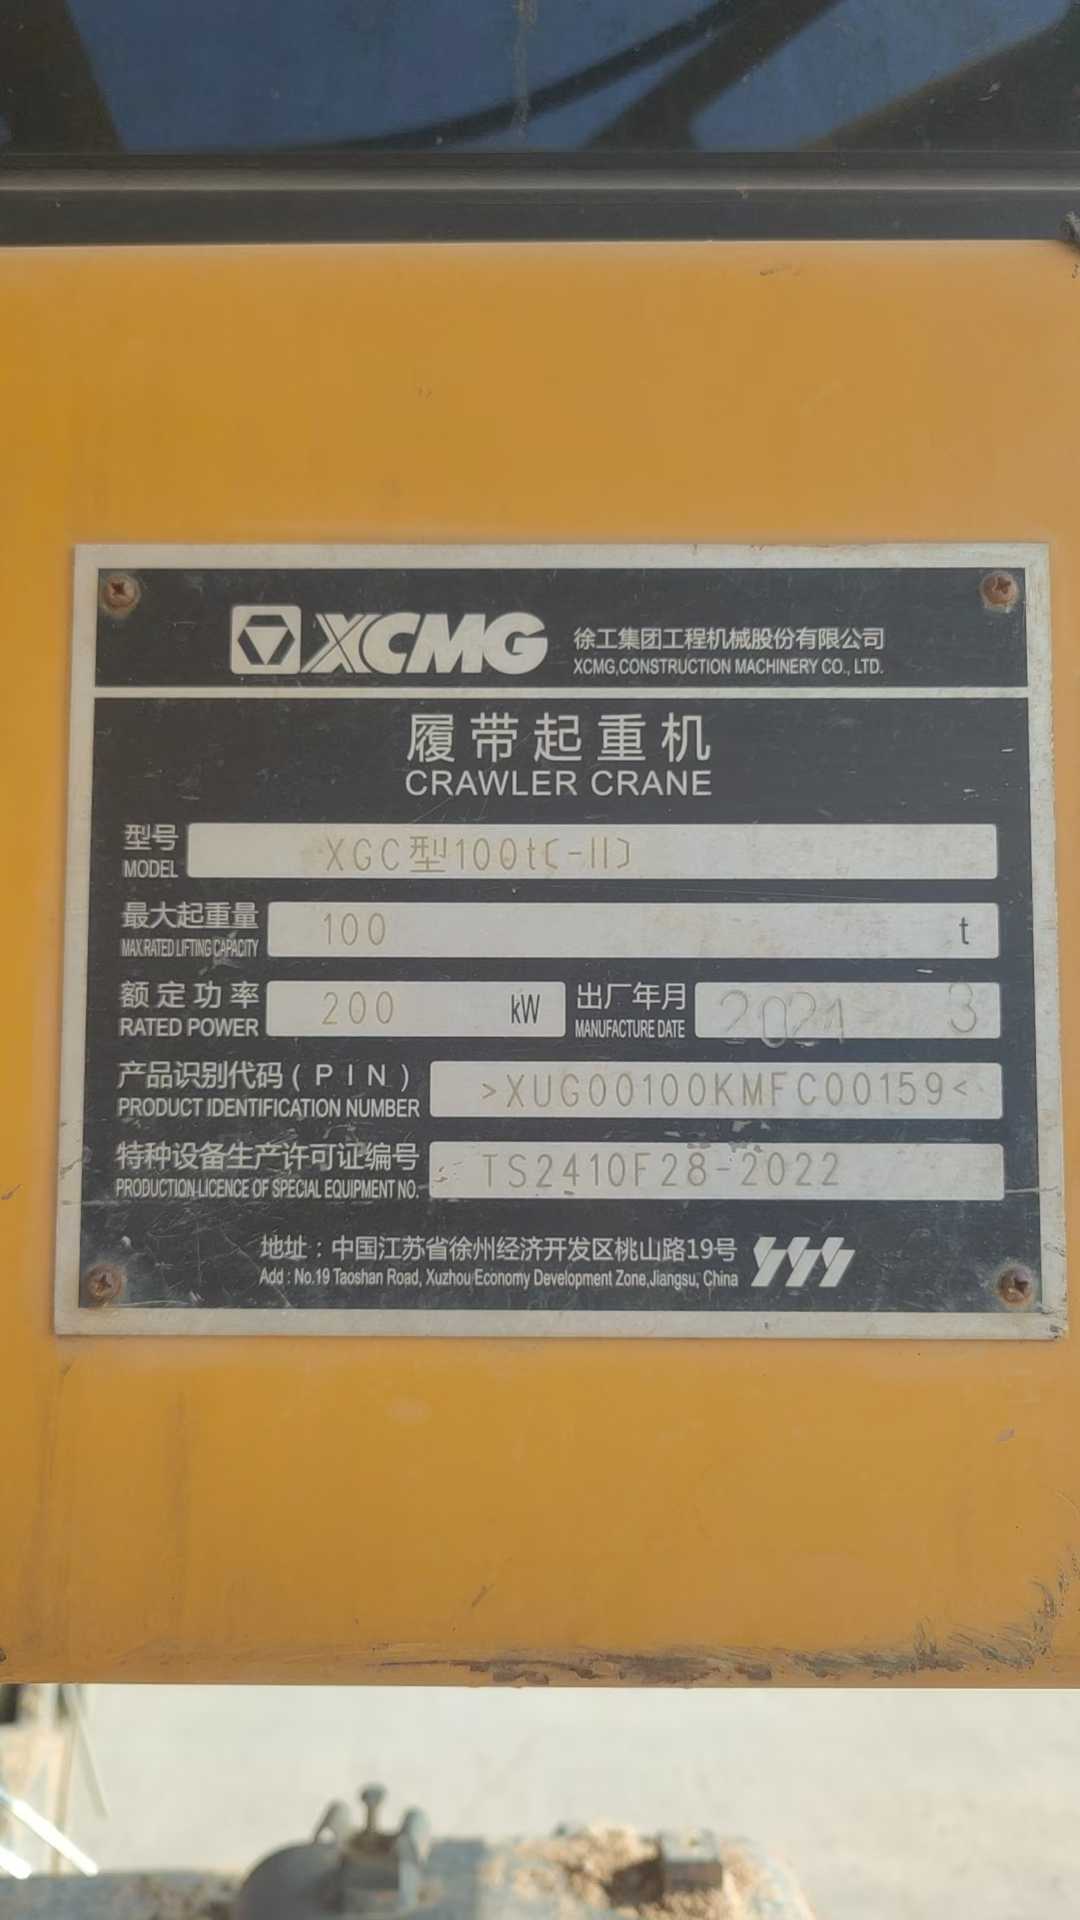 XCMG 徐工集团工程机械股份有限公司
XCMG,CONSTRUCTION MACHINERY CO., LTD.
履带起重机
CRAWLER CRANE
型号 XGC型100t(-II)
MODEL
最大起重量 100 t
MAX.RATED LIFTING CAPACITY
额定功率 200 kW 出厂年月 2021 3
RATED POWER MANUFACTURE DATE
产品识别代码(PIN) >XUG00100KMFC00159<
PRODUCT IDENTIFICATION NUMBER
特种设备生产许可证编号 TS2410F28-2022
PRODUCTION LICENCE OF SPECIAL EQUIPMENT NO.
地址：中国江苏省徐州经济开发区桃山路19号
Add : No.19 Taoshan Road, Xuzhou Economy Development Zone,Jiangsu, China